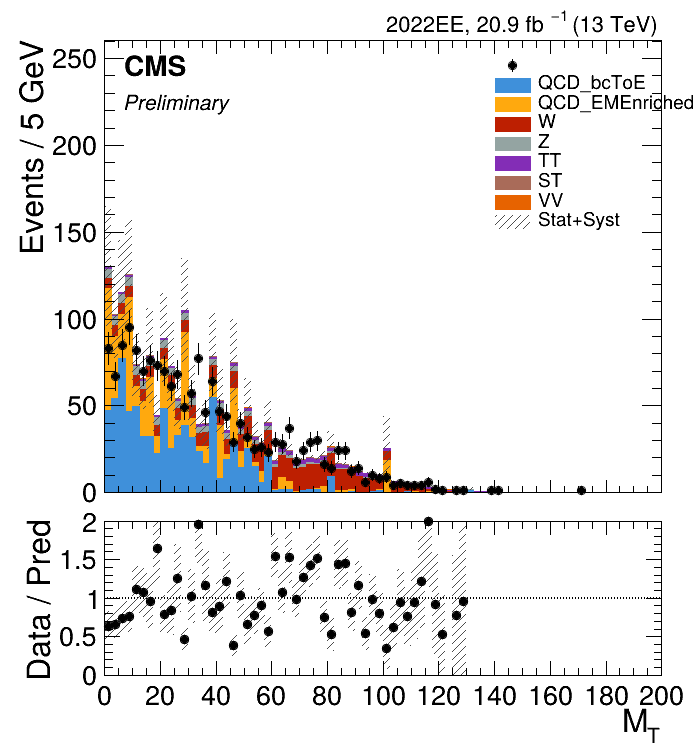 2022EE, 20.9 fb⁻¹ (13 TeV)
CMS
Preliminary
QCD_bcToE
QCD_EMEnriched
W
Z
TT
ST
VV
Stat+Syst
Events / 5 GeV
250
200
150
100
50
0
Data / Pred
2
1.5
1
0.5
0
0 20 40 60 80 100 120 140 160 180 200
M_T